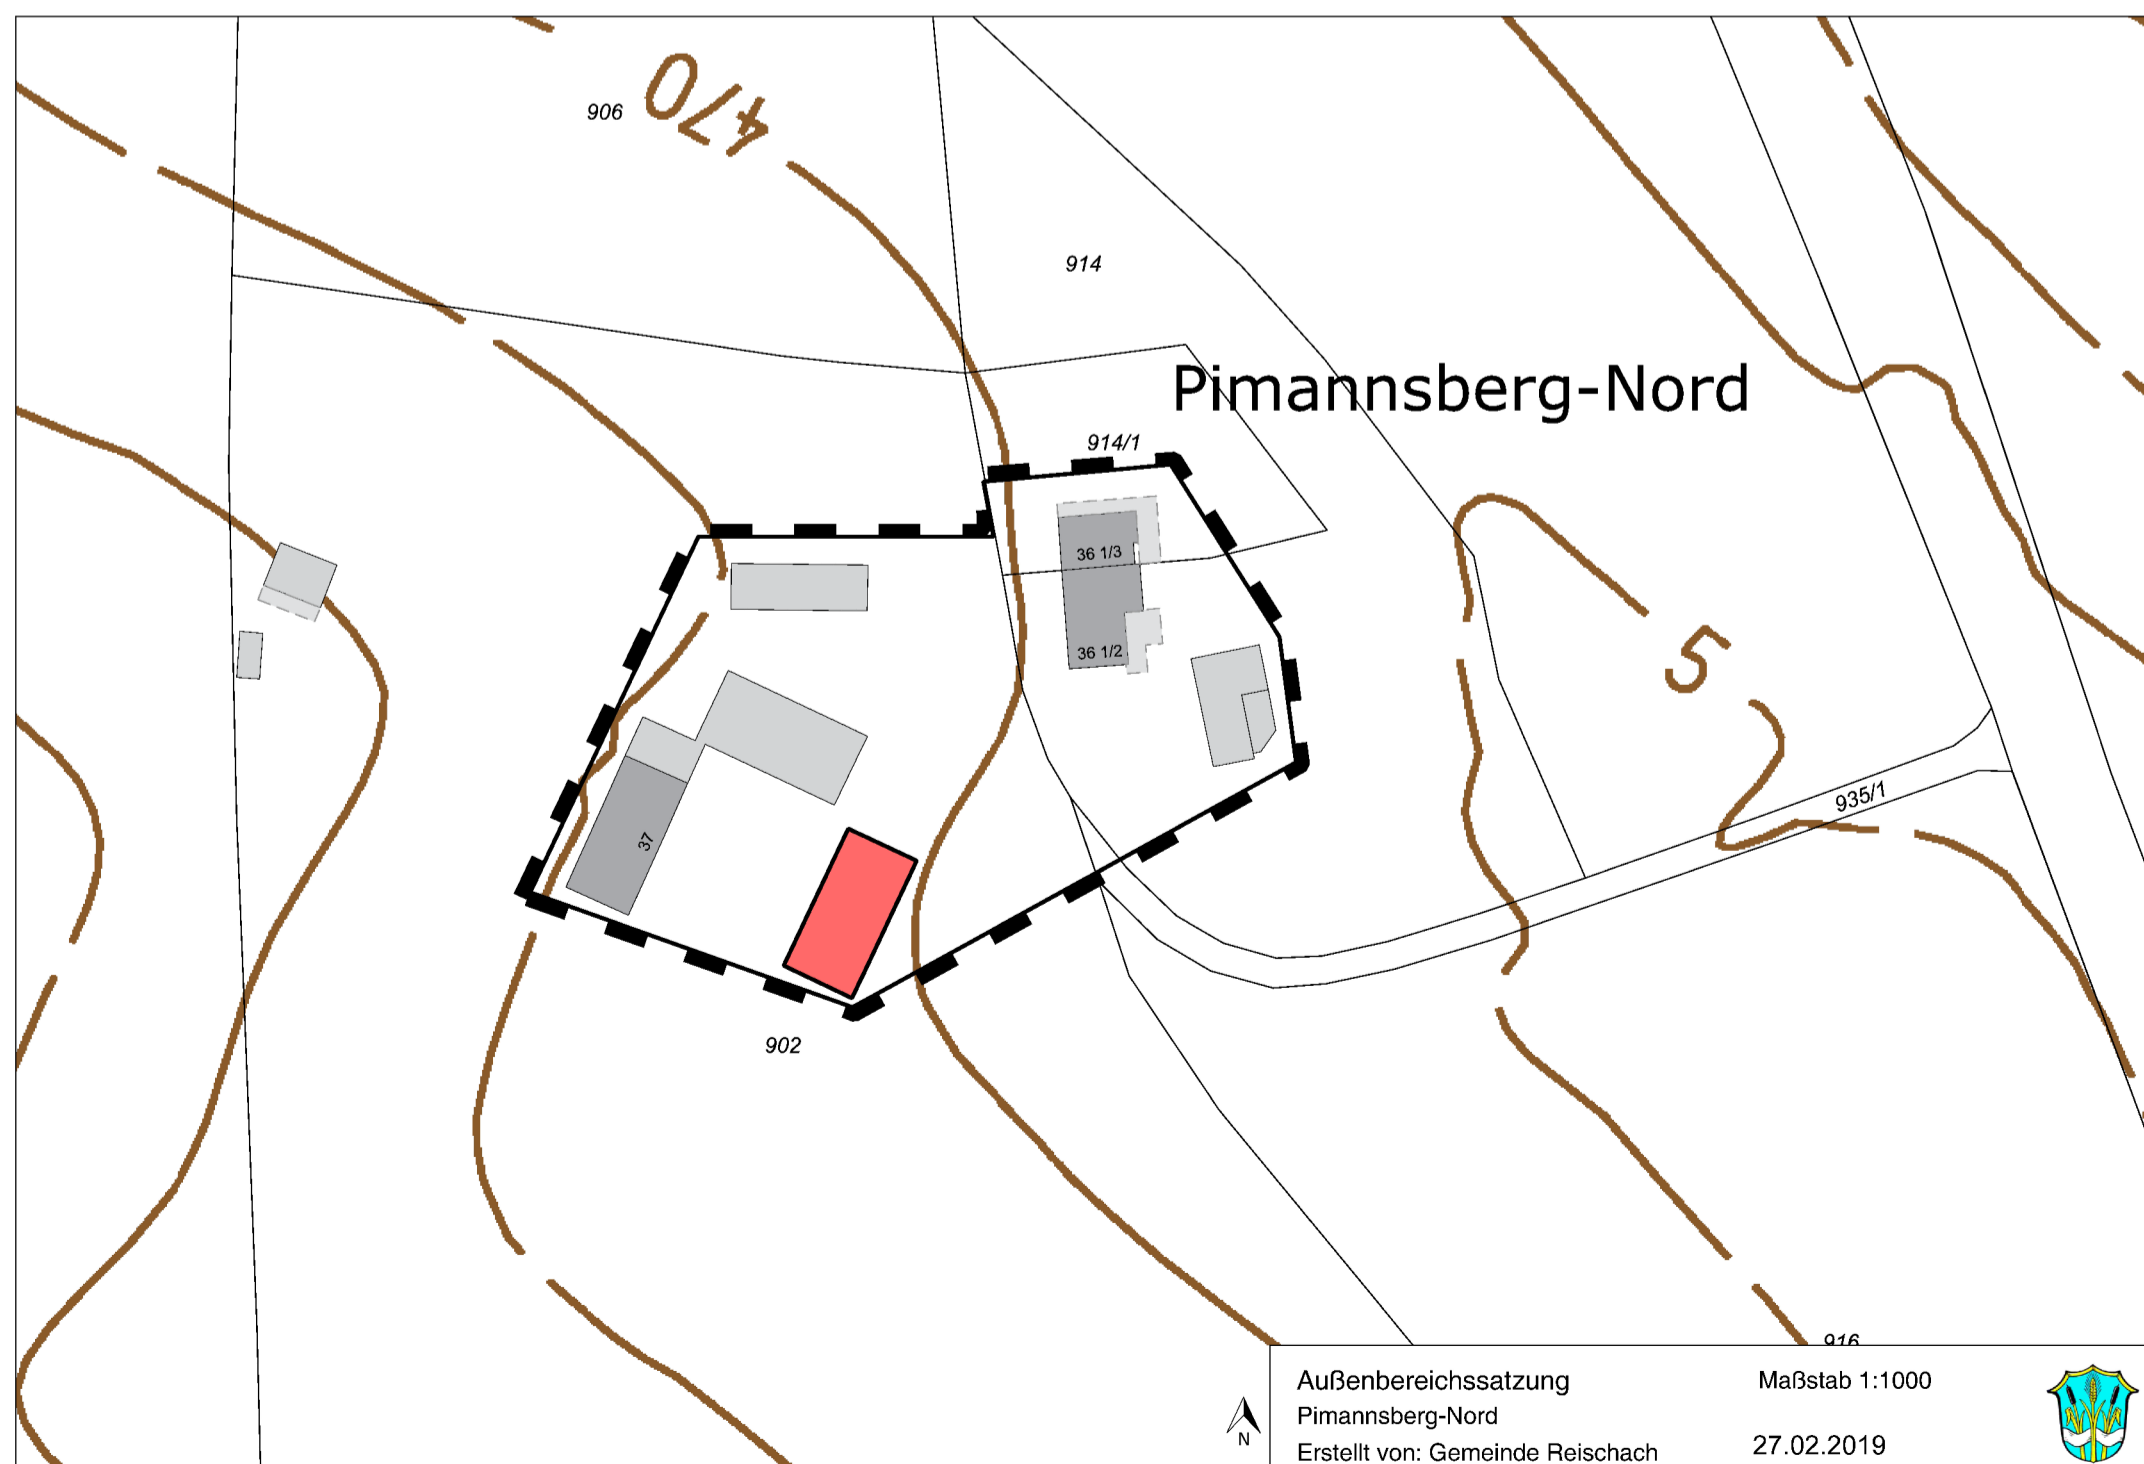 470
906
914
Pimannsberg-Nord
914/1
36 1/3
36 1/2
5
935/1
37
902
916
Außenbereichssatzung
Maßstab 1:1000
Pimannsberg-Nord
N
Erstellt von: Gemeinde Reischach
27.02.2019